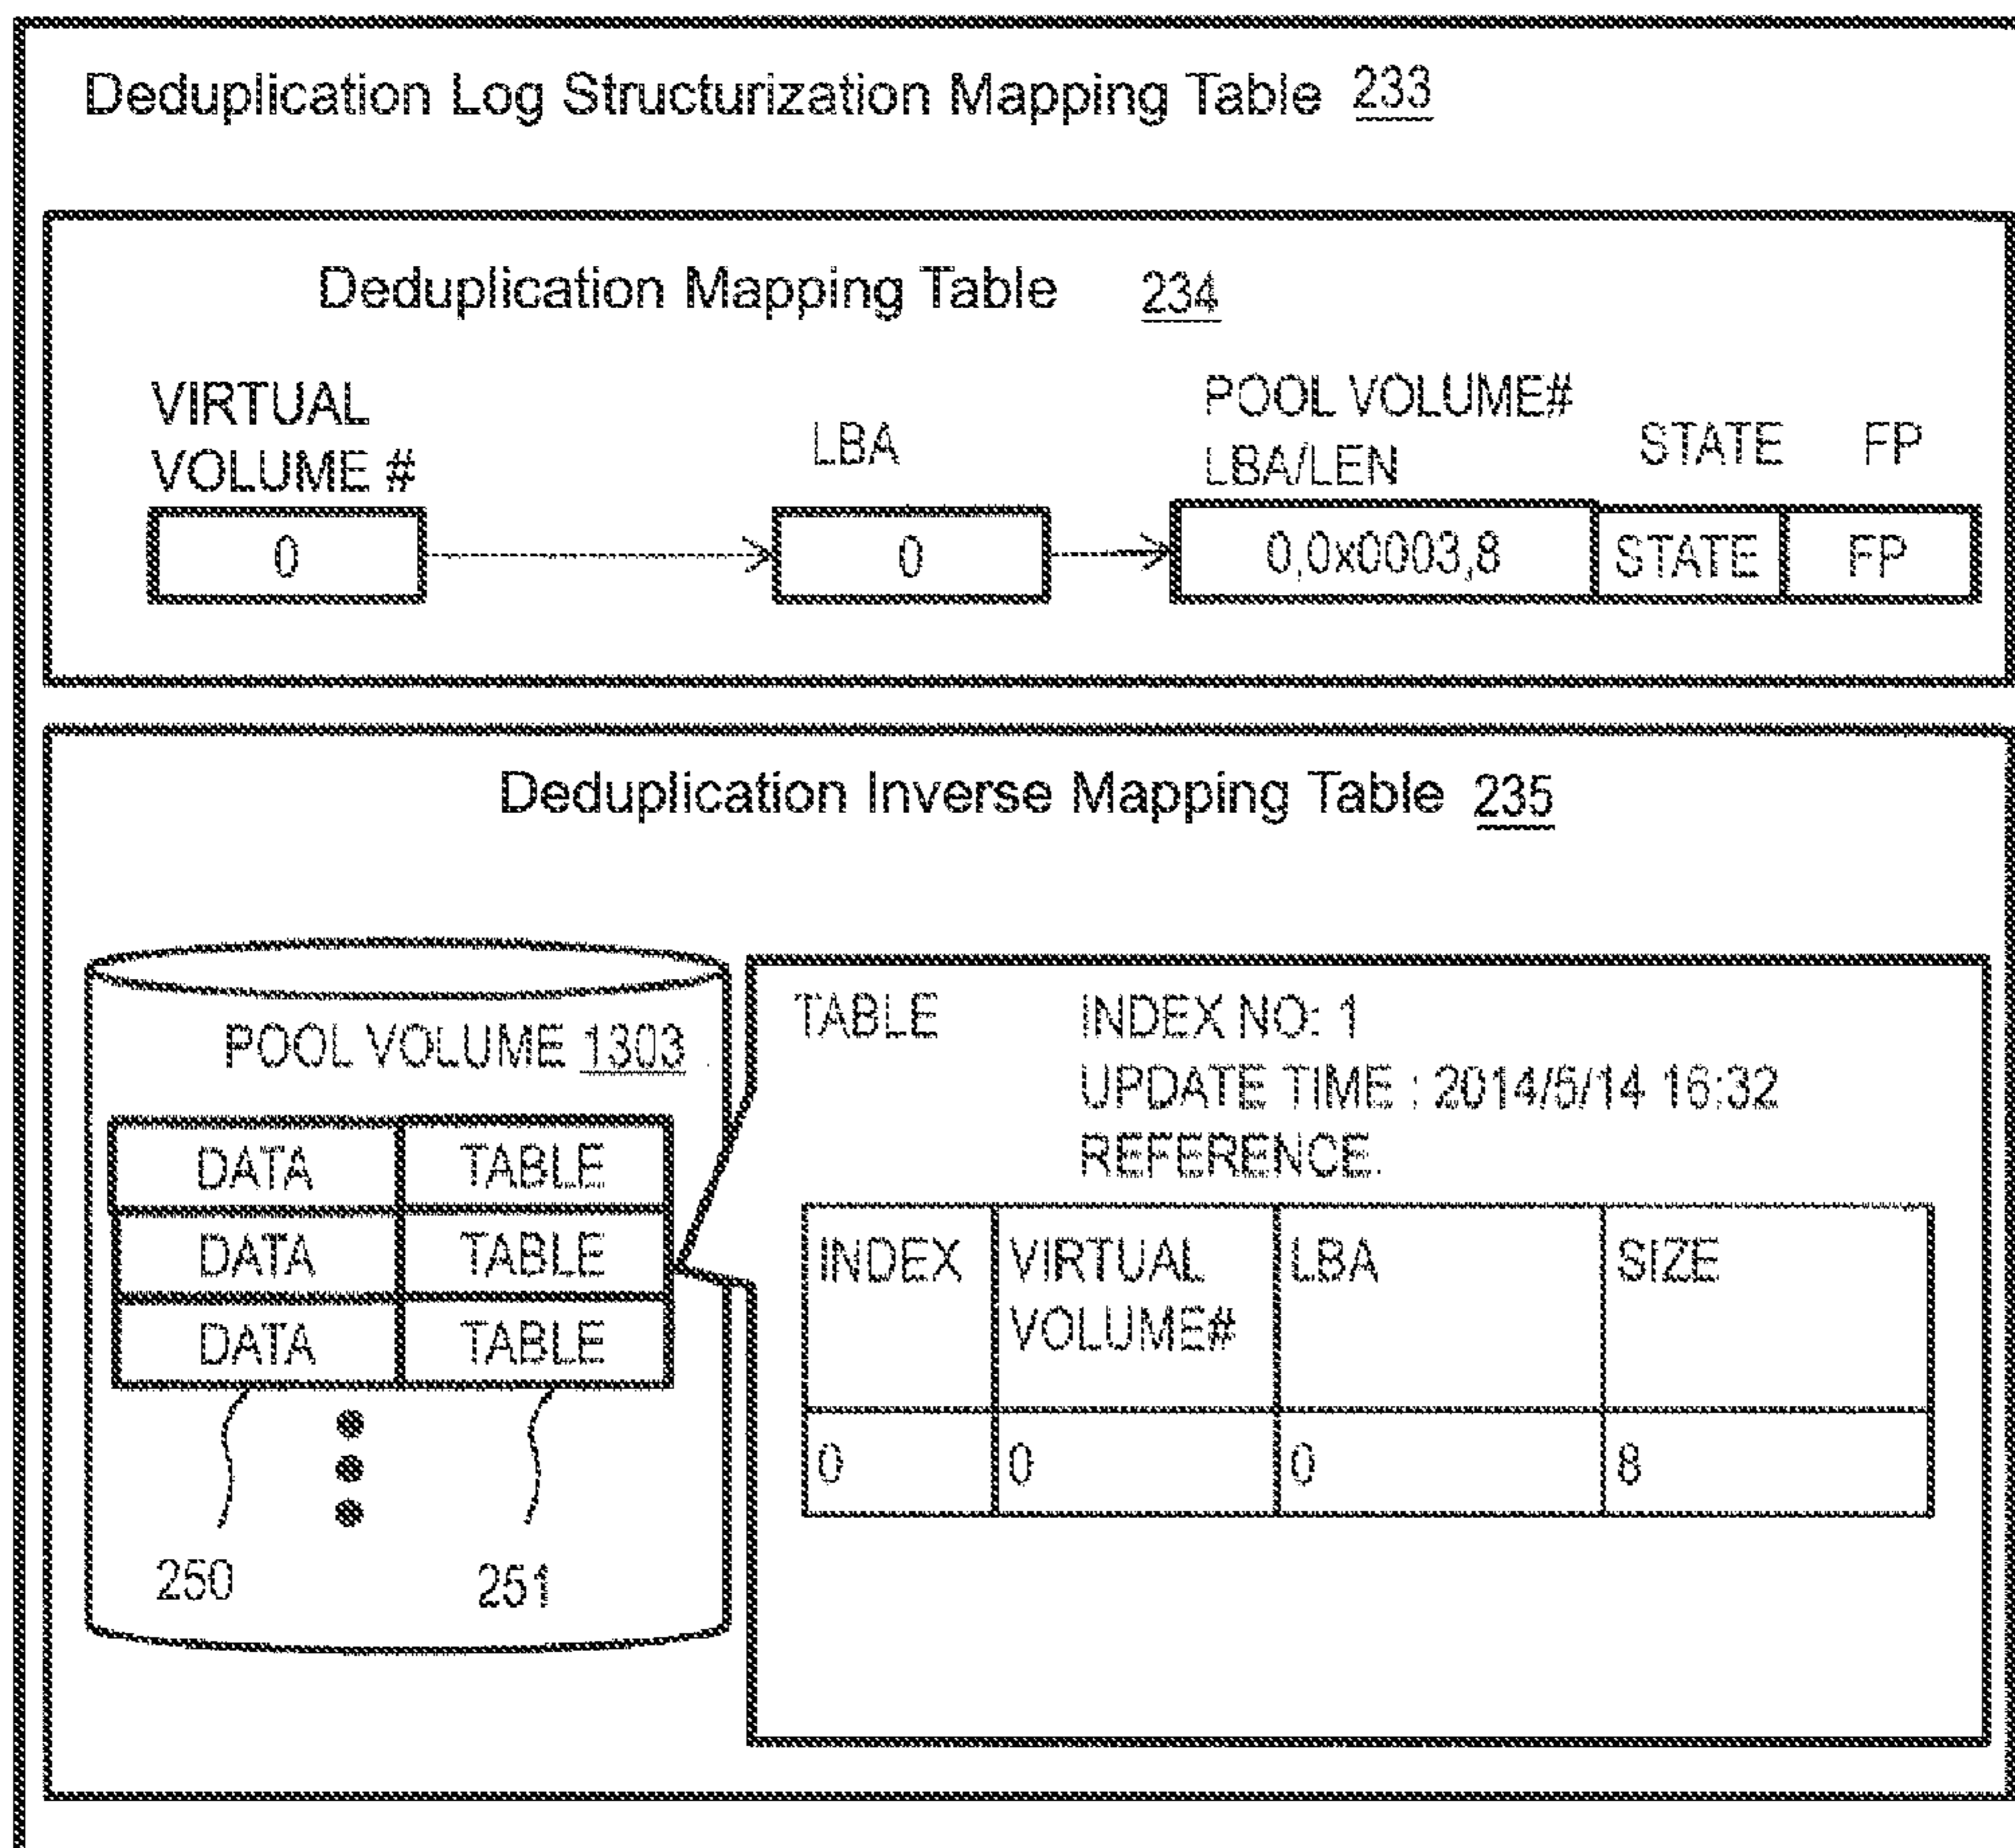 Deduplication Log Structurization Mapping Table 233
Deduplication Mapping Table 234
VIRTUAL
VOLUME #
LBA
POOL VOLUME#
LBA/LEN
STATE
FP
0
0
0,0x0003,8
STATE
FP
Deduplication Inverse Mapping Table 235
POOL VOLUME 1303
DATA TABLE
DATA TABLE
DATA TABLE
250
251
TABLE
INDEX NO: 1
UPDATE TIME : 2014/5/14 16:32
REFERENCE
INDEX
VIRTUAL
VOLUME#
LBA
SIZE
0 0 0 8